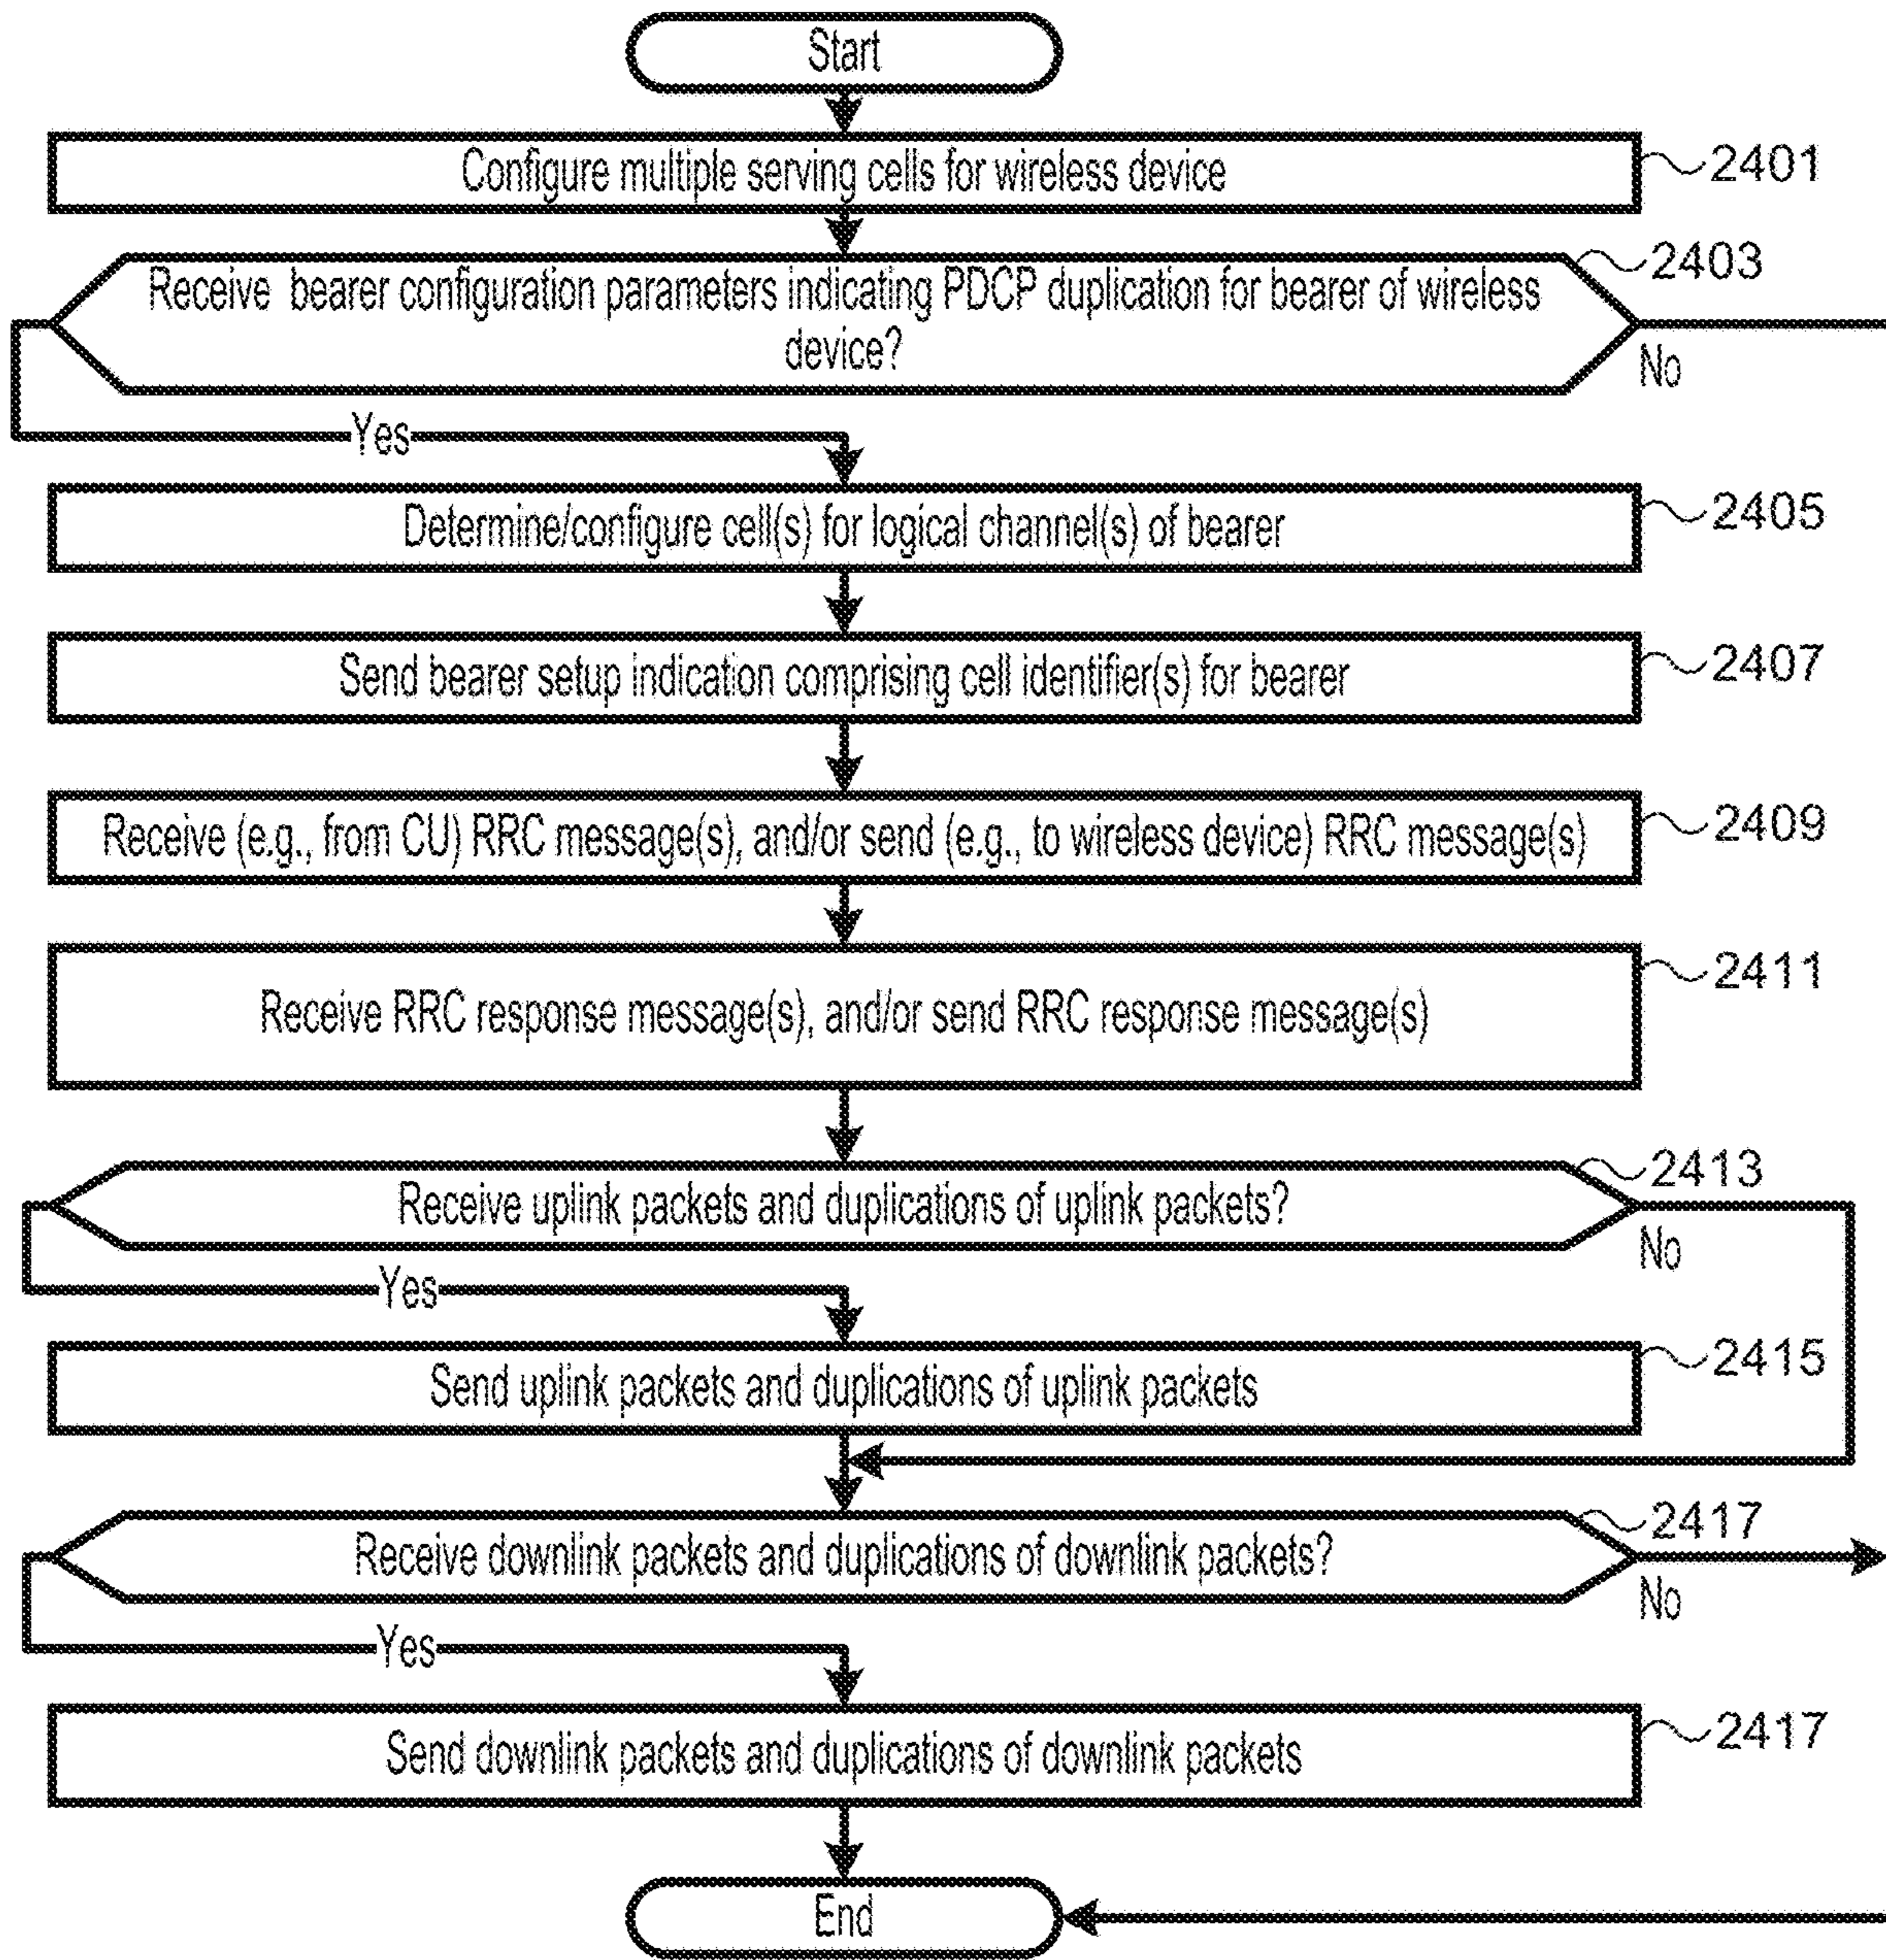 Start
Configure multiple serving cells for wireless device
2401
2403
Receive bearer configuration parameters indicating PDCP duplication for bearer of wireless
device?
No
Yes
Determine/configure cell(s) for logical channel(s) of bearer
2405
Send bearer setup indication comprising cell identifier(s) for bearer
2407
Receive (e.g., from CU) RRC message(s), and/or send (e.g., to wireless device) RRC message(s)
2409
Receive RRC response message(s), and/or send RRC response message(s)
2411
2413
Receive uplink packets and duplications of uplink packets?
No
Yes
Send uplink packets and duplications of uplink packets
2415
2417
Receive downlink packets and duplications of downlink packets?
No
Yes
Send downlink packets and duplications of downlink packets
2417
End